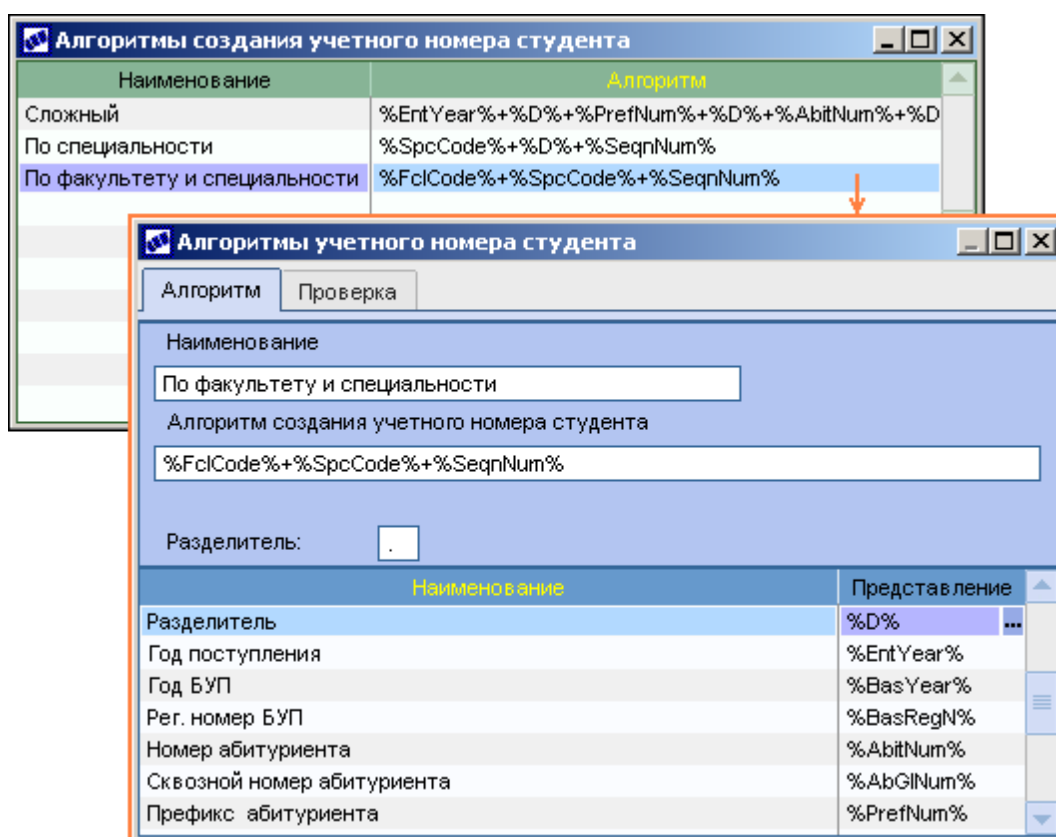 Алгоритмы создания учетного номера студента
Наименование Алгоритм
Сложный %EntYear%+%D%+%PrefNum%+%D%+%AbitNum%+%D
По специальности %SpcCode%+%D%+%SeqnNum%
По факультету и специальности %FclCode%+%SpcCode%+%SeqnNum%
Алгоритмы учетного номера студента
Алгоритм Проверка
Наименование
По факультету и специальности
Алгоритм создания учетного номера студента
%FclCode%+%SpcCode%+%SeqnNum%
Разделитель: .
Наименование Представление
Разделитель %D% ...
Год поступления %EntYear%
Год БУП %BasYear%
Рег. номер БУП %BasRegN%
Номер абитуриента %AbitNum%
Сквозной номер абитуриента %AbGlNum%
Префикс абитуриента %PrefNum%